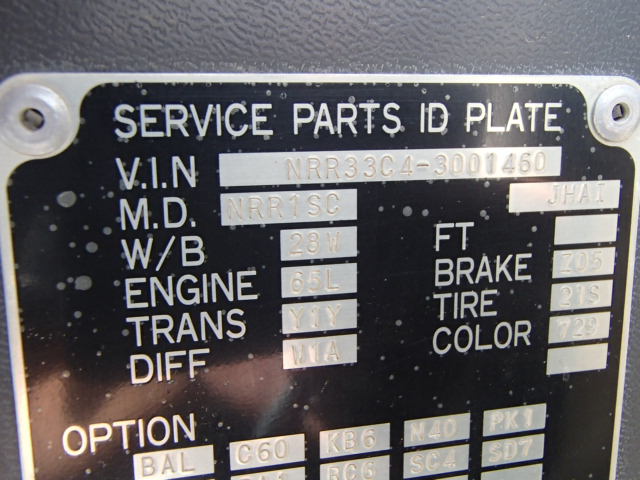 SERVICE PARTS ID PLATE
V.I.N NRR33C4-3001460
M.D. NRR1SC JHAI
W/B 28W FT
ENGINE 65L BRAKE Z05
TRANS Y1Y TIRE 21S
DIFF W1A COLOR 729
OPTION
BAL C60 KB6 N40 PK1
RC6 SC4 SD7